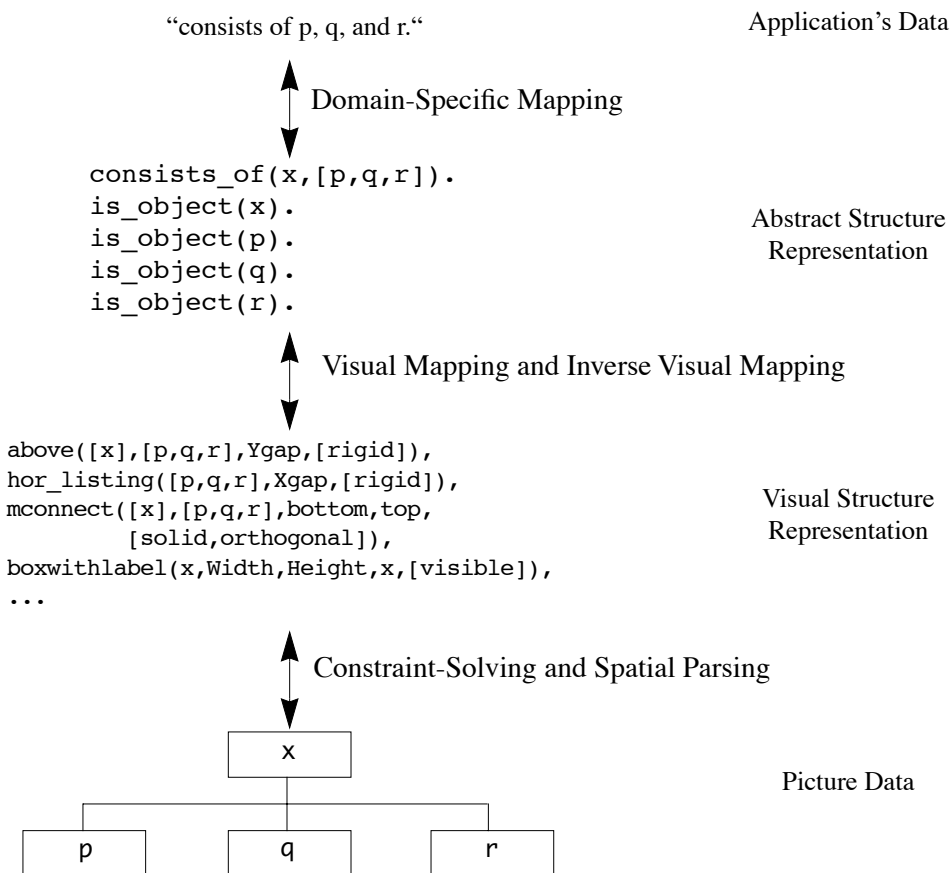 “consists of p, q, and r.“
Application’s Data
Domain-Specific Mapping
consists_of(x,[p,q,r]).
is_object(x).
is_object(p).
is_object(q).
is_object(r).
Abstract Structure
Representation
Visual Mapping and Inverse Visual Mapping
above([x],[p,q,r],Ygap,[rigid]),
hor_listing([p,q,r],Xgap,[rigid]),
mconnect([x],[p,q,r],bottom,top,
[solid,orthogonal]),
boxwithlabel(x,Width,Height,x,[visible]),
...
Visual Structure
Representation
Constraint-Solving and Spatial Parsing
x
Picture Data
p q r